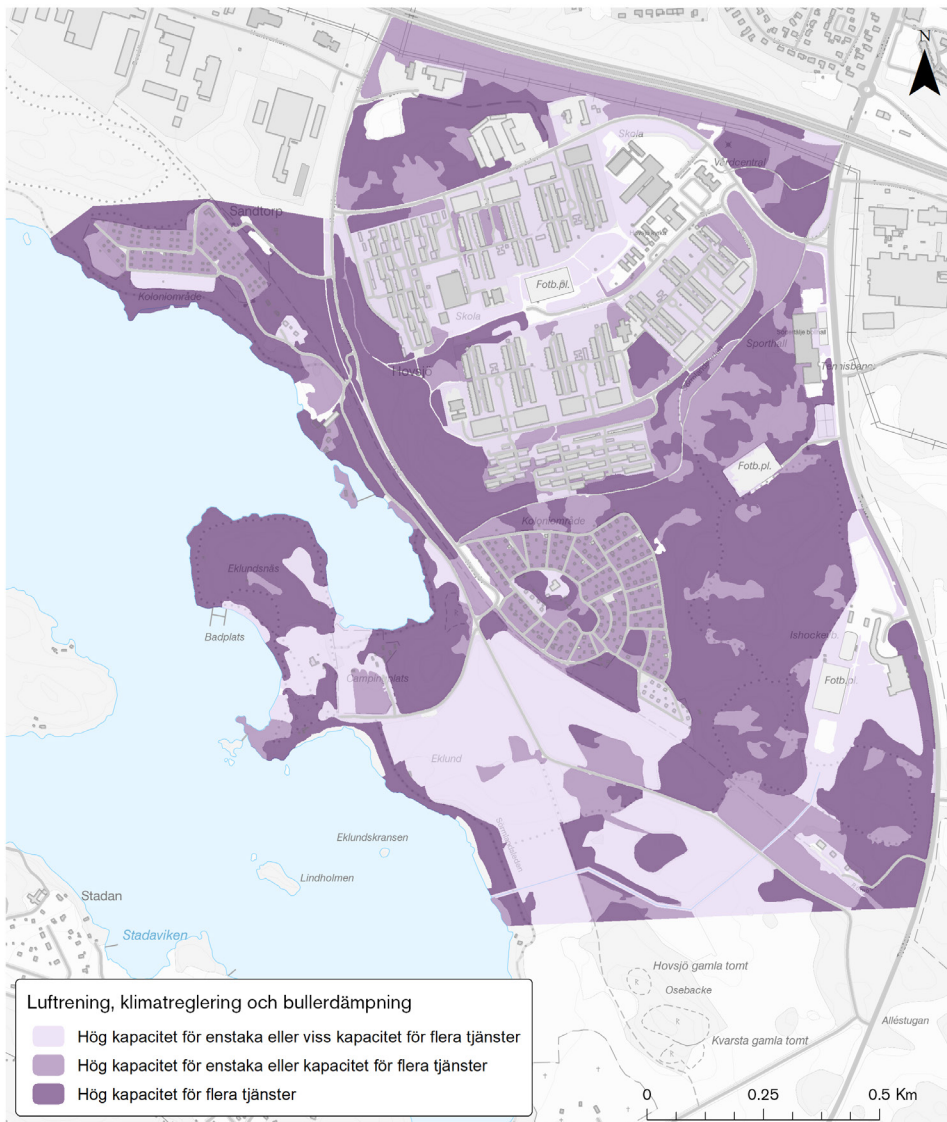 N
Skola
Vårdcentral
Sandtorp
Koloniområde
Fotb.pl.
Skola
Hovsjö
Sporthall
Tennisbana
Fotb.pl.
Koloniområde
Eklundsnäs
Badplats
Campingplats
Ishockeyb.
Fotb.pl.
Eklund
Sörmlandsleden
Eklundskransen
Lindholmen
Stadan
Stadaviken
Hovsjö gamla tomt
Osebacke
R
R
R
Alléstugan
Kvarsta gamla tomt
Luftrening, klimatreglering och bullerdämpning
Hög kapacitet för enstaka eller viss kapacitet för flera tjänster
Hög kapacitet för enstaka eller kapacitet för flera tjänster
Hög kapacitet för flera tjänster
0 0.25 0.5 Km